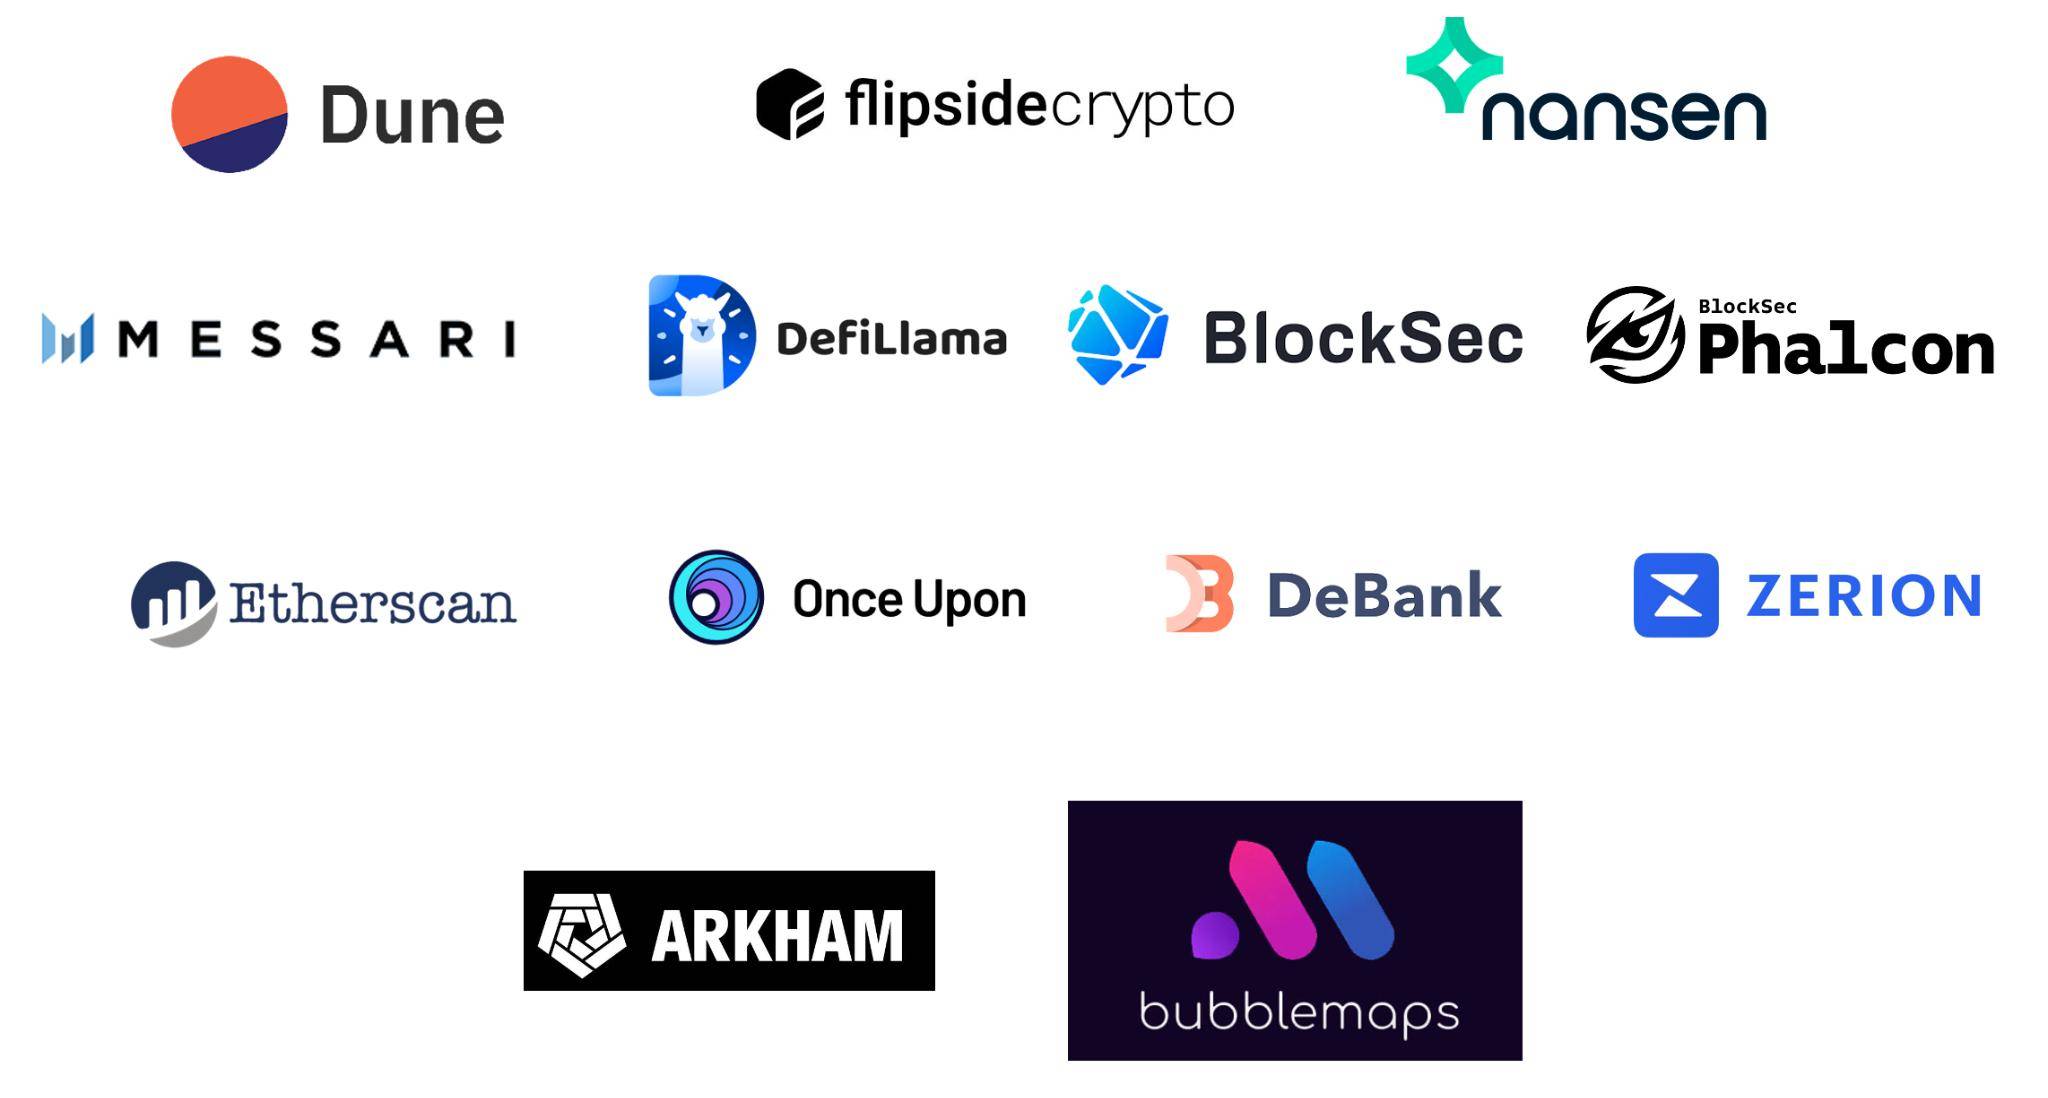 Dune
flipsidecrypto
nansen
MESSARI
DefiLlama
BlockSec
BlockSec
Phalcon
Etherscan
Once Upon
DeBank
ZERION
ARKHAM
bubblemaps